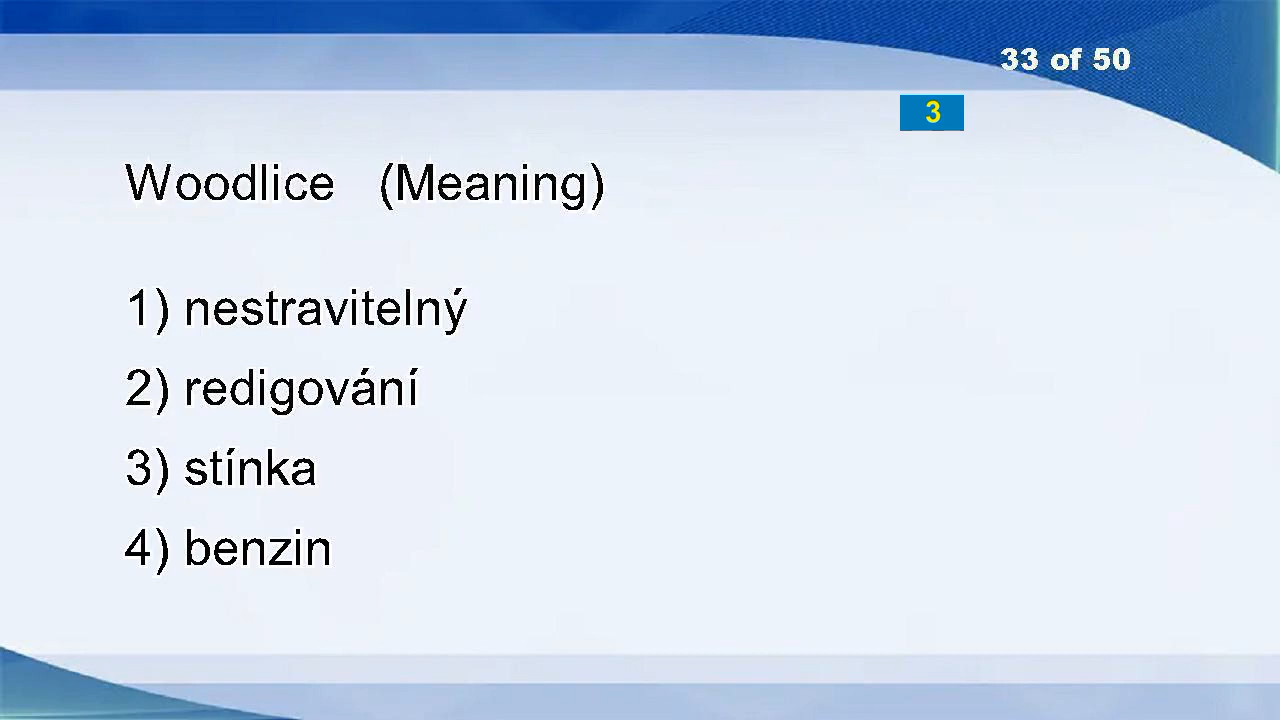 33 of 50
3
Woodlice (Meaning)
1) nestravitelný
2) redigování
3) stínka
4) benzin